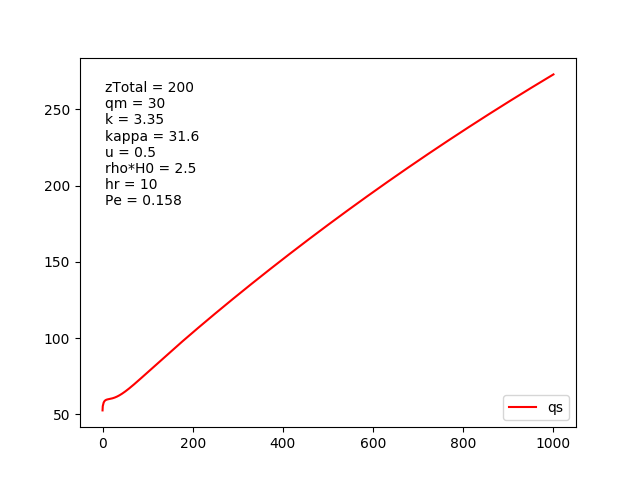 zTotal = 200
qm = 30
k = 3.35
kappa = 31.6
u = 0.5
rho*H0 = 2.5
hr = 10
Pe = 0.158
250
200
150
100
50
qs
0 200 400 600 800 1000